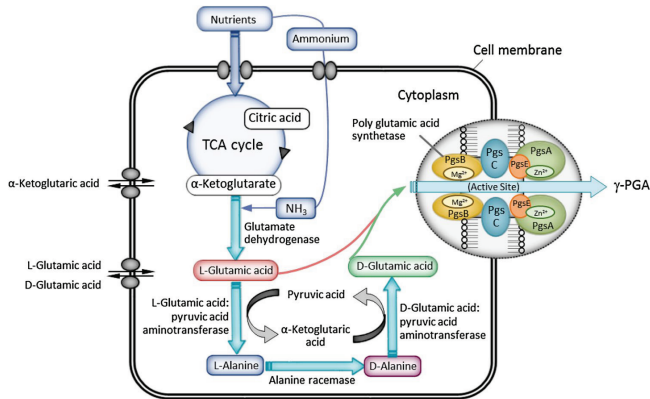 Nutrients
Ammonium
Cell membrane
Citric acid
Cytoplasm
TCA cycle
Poly glutamic acid
synthetase
PgsB
Mg²⁺
Pgs
C
PgsE
PgsA
Zn²⁺
α-Ketoglutaric acid
α-Ketoglutarate
(Active Site)
γ-PGA
NH₃
Mg²⁺
PgsB
Pgs
C
PgsE
Zn²⁺
PgsA
Glutamate
dehydrogenase
L-Glutamic acid
D-Glutamic acid
L-Glutamic acid
D-Glutamic acid
L-Glutamic acid:
pyruvic acid
aminotransferase
Pyruvic acid
α-Ketoglutaric
acid
D-Glutamic acid:
pyruvic acid
aminotransferase
L-Alanine
D-Alanine
Alanine racemase